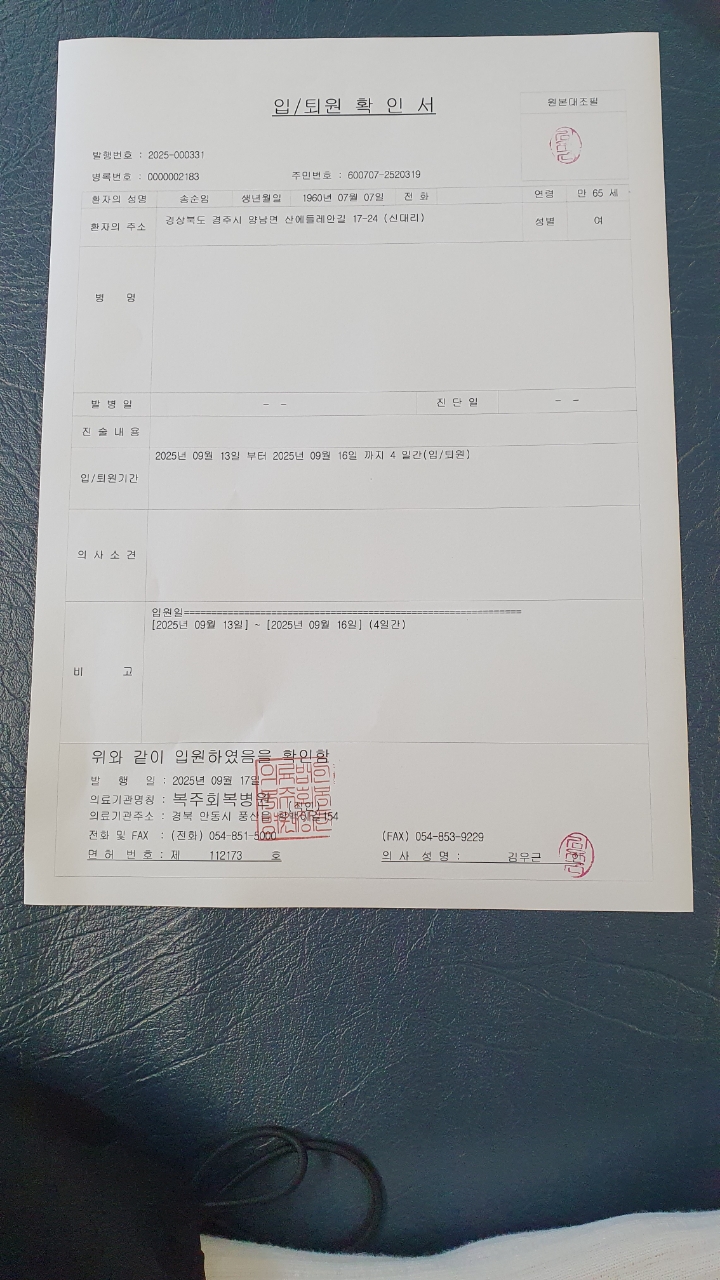 입/퇴원 확 인 서
원본대조필
발행번호 : 2025-000331
병록번호 : 0000002183 주민번호 : 600707-2520319
환자의 성명 송순임 생년월일 1960년 07월 07일 전 화 연령 만 65 세
환자의 주소 경상북도 경주시 양남면 산에들레안길 17-24 (신대리) 성별 여
병 명
발 병 일 - - 진 단 일 - -
진 술 내 용
입/퇴원기간 2025년 09월 13일 부터 2025년 09월 16일 까지 4 일간(입/퇴원)
의 사 소 견
입원일=================================================================
[2025년 09월 13일] ~ [2025년 09월 16일] (4일간)
비 고
위와 같이 입원하였음을 확인함
발 행 일 : 2025년 09월 17일
의료기관명칭 : 복주회복병원 (직인)
의료기관주소 : 경북 안동시 풍산읍 154
전화 및 FAX : (전화) 054-851-5000 (FAX) 054-853-9229
면 허 번 호 : 제 112173 호 의 사 성 명 : 김우근